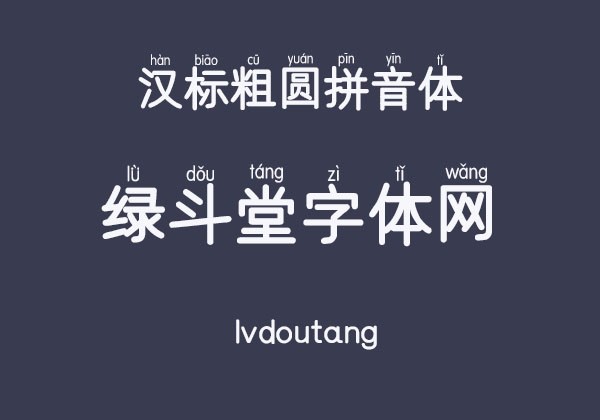 hàn biāo cū yuán pīn yīn tǐ
汉标粗圆拼音体
lǜ dǒu táng zì tǐ wǎng
绿斗堂字体网
lvdoutang